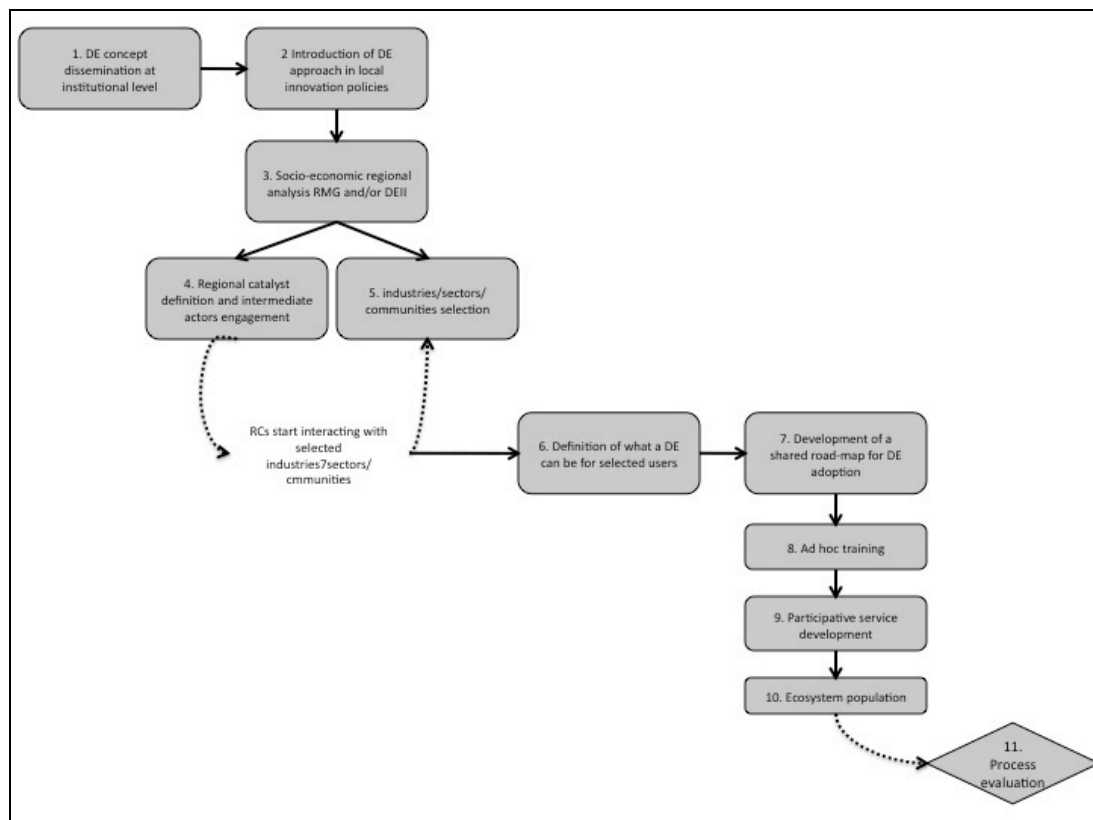 1. DE concept
dissemination at
institutional level
2 Introduction of DE
approach in local
innovation policies
3. Socio-economic regional
analysis RMG and/or DEII
4. Regional catalyst
definition and intermediate
actors engagement
5. industries/sectors/
communities selection
RCs start interacting with
selected
industries7sectors/
cmmunities
6. Definition of what a DE
can be for selected users
7. Development of a
shared road-map for DE
adoption
8. Ad hoc training
9. Participative service
development
10. Ecosystem population
11.
Process
evaluation